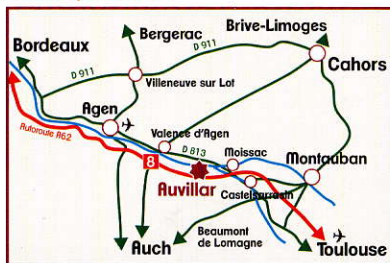 Brive-Limoges
Bergerac
D 911
Bordeaux
D 911
Cahors
Villeneuve sur Lot
Agen
Valence d'Agen
D 813
Autoroute A62
Moissac
8
Montauban
Auvillar
Castelsarrasin
Beaumont
de Lomagne
Auch
Toulouse